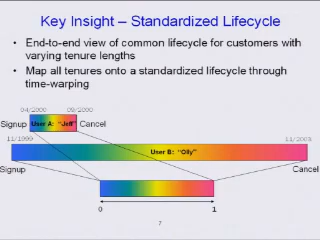 Key Insight – Standardized Lifecycle
• End-to-end view of common lifecycle for customers with
varying tenure lengths
• Map all tenures onto a standardized lifecycle through
time-warping
04/2000 09/2000
Signup User A: "Jeff" Cancel
11/1999 11/2003
User B: "Olly"
Signup Cancel
0 1
7